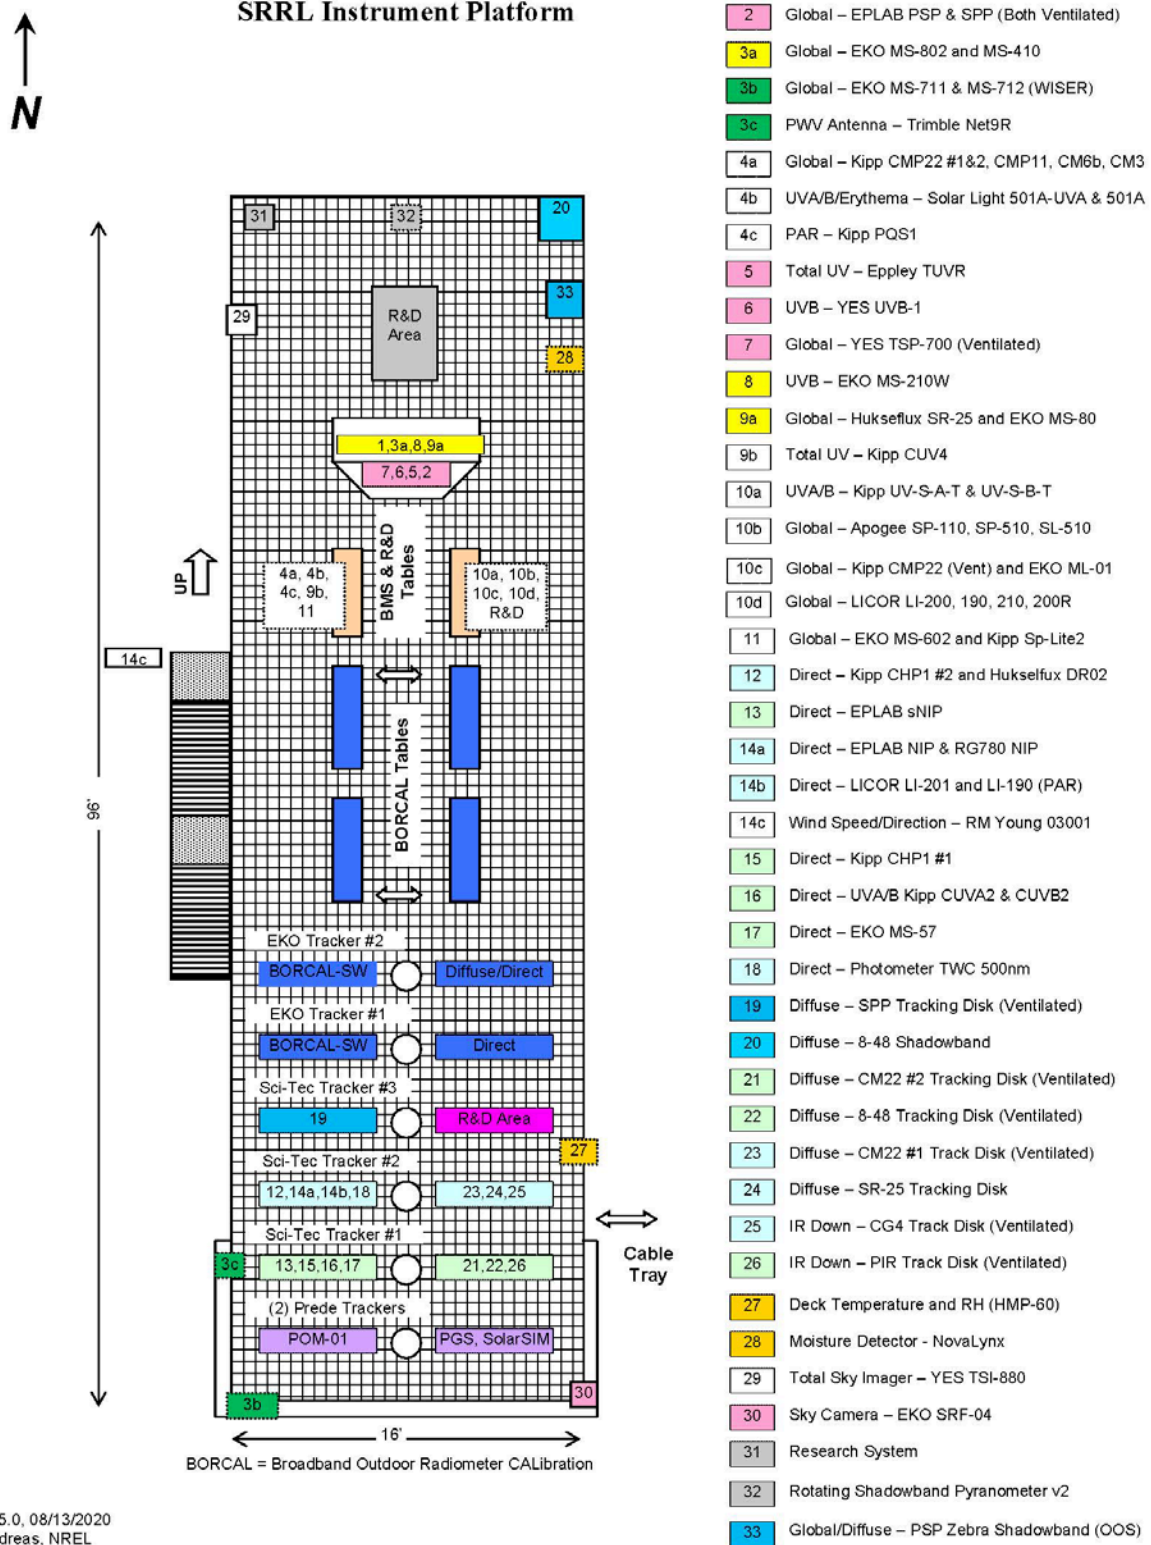 SRRL Instrument Platform
N
31
32
20
29
R&D
Area
33
28
1,3a,8,9a
7,6,5,2
BMS & R&D
Tables
UP
4a, 4b,
4c, 9b,
11
10a, 10b,
10c, 10d,
R&D
14c
BORCAL Tables
96'
EKO Tracker #2
BORCAL-SW
Diffuse/Direct
EKO Tracker #1
BORCAL-SW
Direct
Sci-Tec Tracker #3
19
R&D Area
27
Sci-Tec Tracker #2
12,14a,14b,18
23,24,25
Cable
Tray
Sci-Tec Tracker #1
3c
13,15,16,17
21,22,26
(2) Prede Trackers
POM-01
PGS, SolarSIM
3b
30
16'
BORCAL = Broadband Outdoor Radiometer CALibration
5.0, 08/13/2020
dreas, NREL
2 Global – EPLAB PSP & SPP (Both Ventilated)
3a Global – EKO MS-802 and MS-410
3b Global – EKO MS-711 & MS-712 (WISER)
3c PWV Antenna – Trimble Net9R
4a Global – Kipp CMP22 #1&2, CMP11, CM6b, CM3
4b UVA/B/Erythema – Solar Light 501A-UVA & 501A
4c PAR – Kipp PQS1
5 Total UV – Eppley TUVR
6 UVB – YES UVB-1
7 Global – YES TSP-700 (Ventilated)
8 UVB – EKO MS-210W
9a Global – Hukseflux SR-25 and EKO MS-80
9b Total UV – Kipp CUV4
10a UVA/B – Kipp UV-S-A-T & UV-S-B-T
10b Global – Apogee SP-110, SP-510, SL-510
10c Global – Kipp CMP22 (Vent) and EKO ML-01
10d Global – LICOR LI-200, 190, 210, 200R
11 Global – EKO MS-602 and Kipp Sp-Lite2
12 Direct – Kipp CHP1 #2 and Hukselfux DR02
13 Direct – EPLAB sNIP
14a Direct – EPLAB NIP & RG780 NIP
14b Direct – LICOR LI-201 and LI-190 (PAR)
14c Wind Speed/Direction – RM Young 03001
15 Direct – Kipp CHP1 #1
16 Direct – UVA/B Kipp CUVA2 & CUVB2
17 Direct – EKO MS-57
18 Direct – Photometer TWC 500nm
19 Diffuse – SPP Tracking Disk (Ventilated)
20 Diffuse – 8-48 Shadowband
21 Diffuse – CM22 #2 Tracking Disk (Ventilated)
22 Diffuse – 8-48 Tracking Disk (Ventilated)
23 Diffuse – CM22 #1 Track Disk (Ventilated)
24 Diffuse – SR-25 Tracking Disk
25 IR Down – CG4 Track Disk (Ventilated)
26 IR Down – PIR Track Disk (Ventilated)
27 Deck Temperature and RH (HMP-60)
28 Moisture Detector - NovaLynx
29 Total Sky Imager – YES TSI-880
30 Sky Camera – EKO SRF-04
31 Research System
32 Rotating Shadowband Pyranometer v2
33 Global/Diffuse – PSP Zebra Shadowband (OOS)